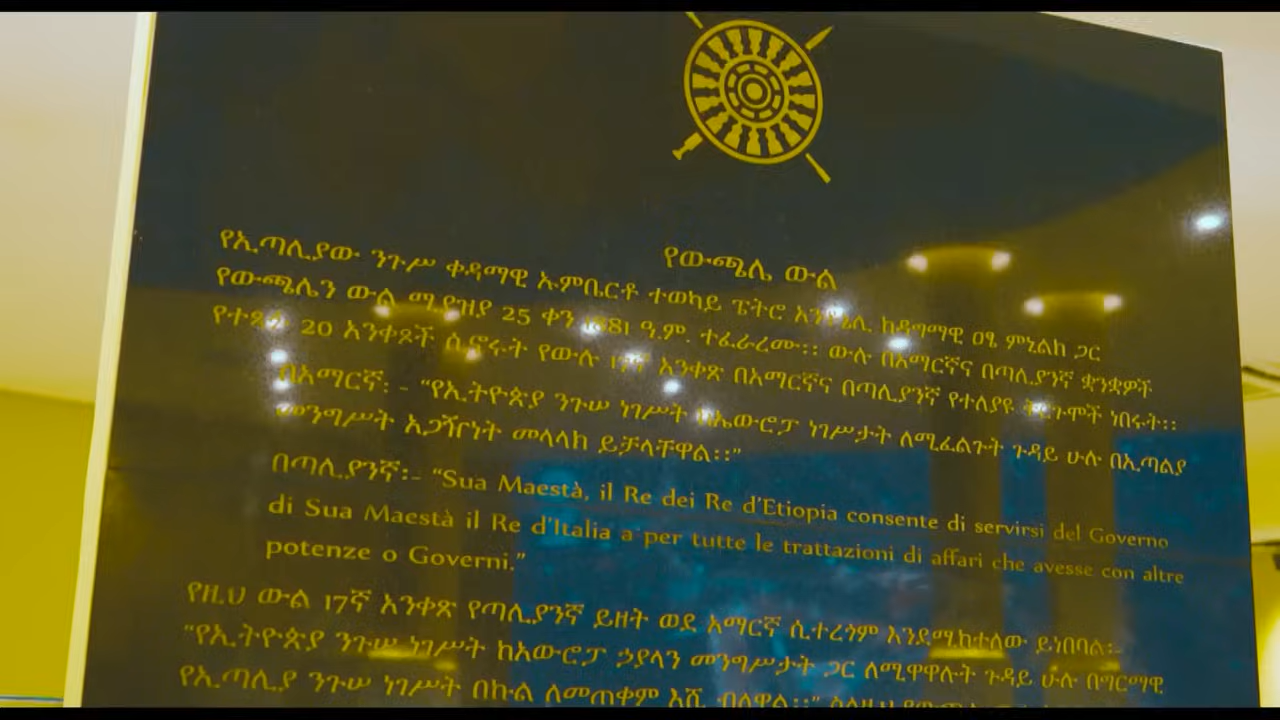 የውጫሌ ውል
የኢጣሊያው ንጉሥ ቀዳማዊ ኡምቤርቶ ተወካይ ፔትሮ አንቶኔሊ ከዳግማዊ ዐፄ ምኒልክ ጋር
የውጫሌን ውል ሚያዝያ 25 ቀን 1881 ዓ.ም. ተፈራረሙ። ውሉ በአማርኛና በጣሊያንኛ ቋንቋዎች
የተጻፉ 20 አንቀጾች ሲኖሩት የውሉ 17ኛ አንቀጽ በአማርኛና በጣሊያንኛ የተለያዩ ትርጉሞች ነበሩት።
በአማርኛ፡- “የኢትዮጵያ ንጉሠ ነገሥት ከኤውሮፓ ነገሥታት ለሚፈልጉት ጉዳይ ሁሉ በኢጣልያ
መንግሥት አጋዥነት መላላክ ይቻላቸዋል።”
በጣሊያንኛ፡- “Sua Maestà, il Re dei Re d'Etiopia consente di servirsi del Governo
di Sua Maestà il Re d'Italia a per tutte le trattazioni di affari che avesse con altre
potenze o Governi.”
የዚህ ውል 17ኛ አንቀጽ የጣሊያንኛ ይዘት ወደ አማርኛ ሲተረጎም እንደሚከተለው ይነበባል፡-
“የኢትዮጵያ ንጉሠ ነገሥት ከአውሮፓ ኃያላን መንግሥታት ጋር ለሚዋዋሉት ጉዳይ ሁሉ በግርማዊ
የኢጣሊያ ንጉሠ ነገሥት በኩል ለመጠቀም እሺ ብለዋል።”